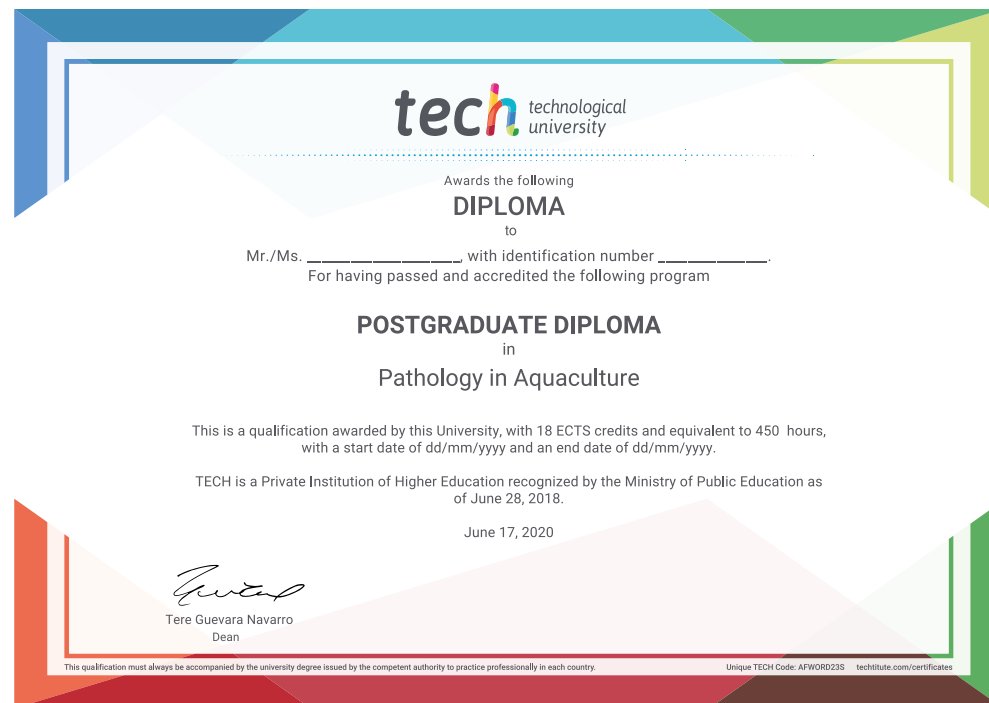 tech technological
university
Awards the following
DIPLOMA
to
Mr./Ms. _____________________, with identification number _______________.
For having passed and accredited the following program
POSTGRADUATE DIPLOMA
in
Pathology in Aquaculture
This is a qualification awarded by this University, with 18 ECTS credits and equivalent to 450 hours,
with a start date of dd/mm/yyyy and an end date of dd/mm/yyyy.
TECH is a Private Institution of Higher Education recognized by the Ministry of Public Education as
of June 28, 2018.
June 17, 2020
Tere Guevara Navarro
Dean
This qualification must always be accompanied by the university degree issued by the competent authority to practice professionally in each country.
Unique TECH Code: AFWORD23S techtitute.com/certificates